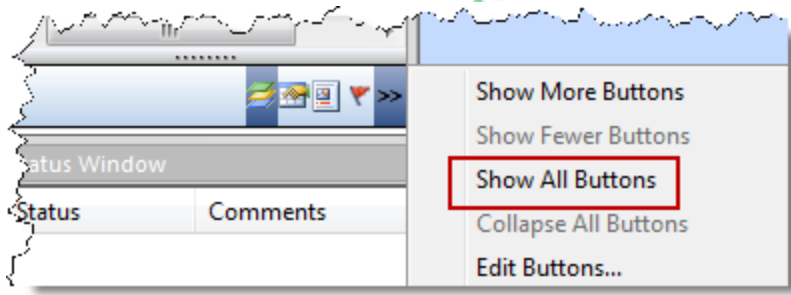 >>
Show More Buttons
Show Fewer Buttons
Show All Buttons
Collapse All Buttons
Edit Buttons...
atus Window
Status Comments